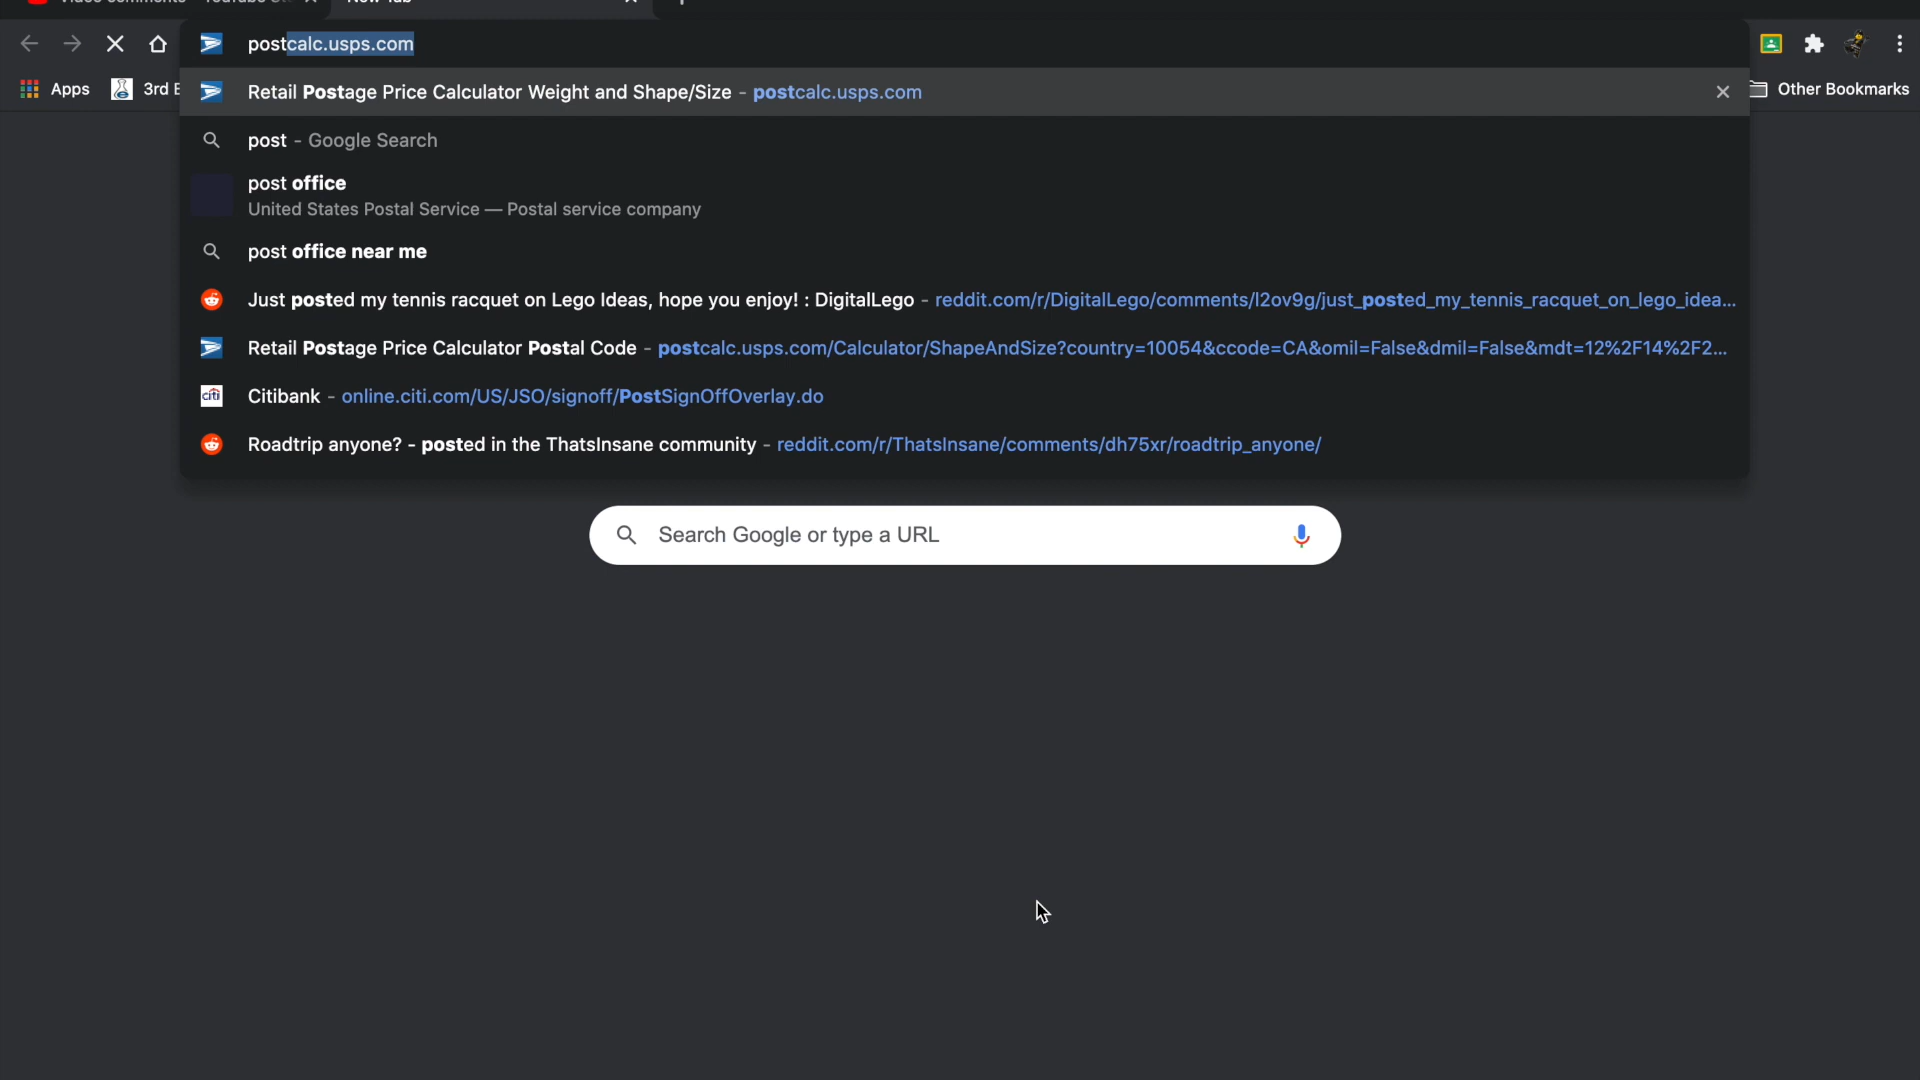 New Tab
postcalc.usps.com
Apps
3rd
Retail Postage Price Calculator Weight and Shape/Size - postcalc.usps.com
Other Bookmarks
post - Google Search
post office
United States Postal Service — Postal service company
post office near me
Just posted my tennis racquet on Lego Ideas, hope you enjoy! : DigitalLego - reddit.com/r/DigitalLego/comments/l2ov9g/just_posted_my_tennis_racquet_on_lego_idea...
Retail Postage Price Calculator Postal Code - postcalc.usps.com/Calculator/ShapeAndSize?country=10054&ccode=CA&omil=False&dmil=False&mdt=12%2F14%2F2...
citi
Citibank - online.citi.com/US/JSO/signoff/PostSignOffOverlay.do
Roadtrip anyone? - posted in the ThatsInsane community - reddit.com/r/ThatsInsane/comments/dh75xr/roadtrip_anyone/
Search Google or type a URL